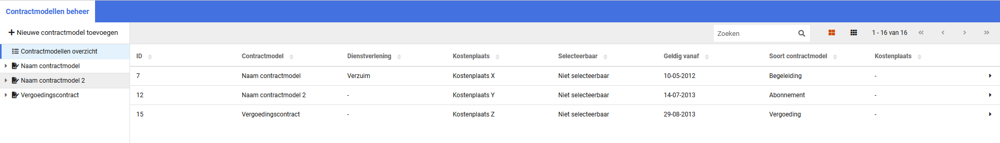 Contractmodellen beheer
Nieuwe contractmodel toevoegen
Zoeken
1 - 16 van 16
Contractmodellen overzicht
Naam contractmodel
Naam contractmodel 2
Vergoedingscontract
ID Contractmodel Dienstverlening Kostenplaats Selecteerbaar Geldig vanaf Soort contractmodel Kostenplaats
7 Naam contractmodel Verzuim Kostenplaats X Niet selecteerbaar 10-05-2012 Begeleiding -
12 Naam contractmodel 2 - Kostenplaats Y Niet selecteerbaar 14-07-2013 Abonnement -
15 Vergoedingscontract - Kostenplaats Z Niet selecteerbaar 29-08-2013 Vergoeding -